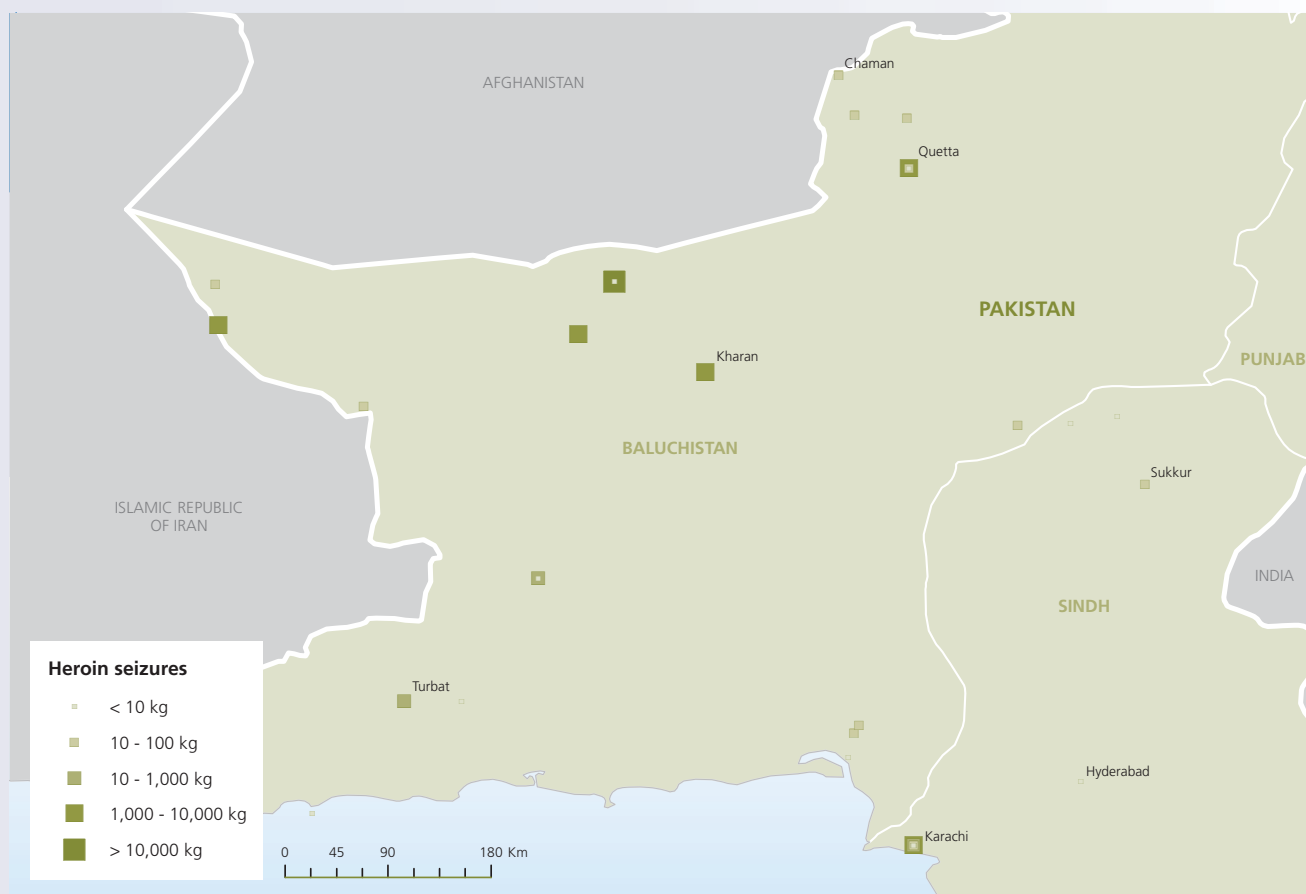 AFGHANISTAN
Chaman
Quetta
PAKISTAN
PUNJAB
Kharan
BALUCHISTAN
Sukkur
ISLAMIC REPUBLIC
OF IRAN
INDIA
SINDH
Turbat
Hyderabad
Karachi
Heroin seizures
< 10 kg
10 - 100 kg
10 - 1,000 kg
1,000 - 10,000 kg
> 10,000 kg
0 45 90 180 Km